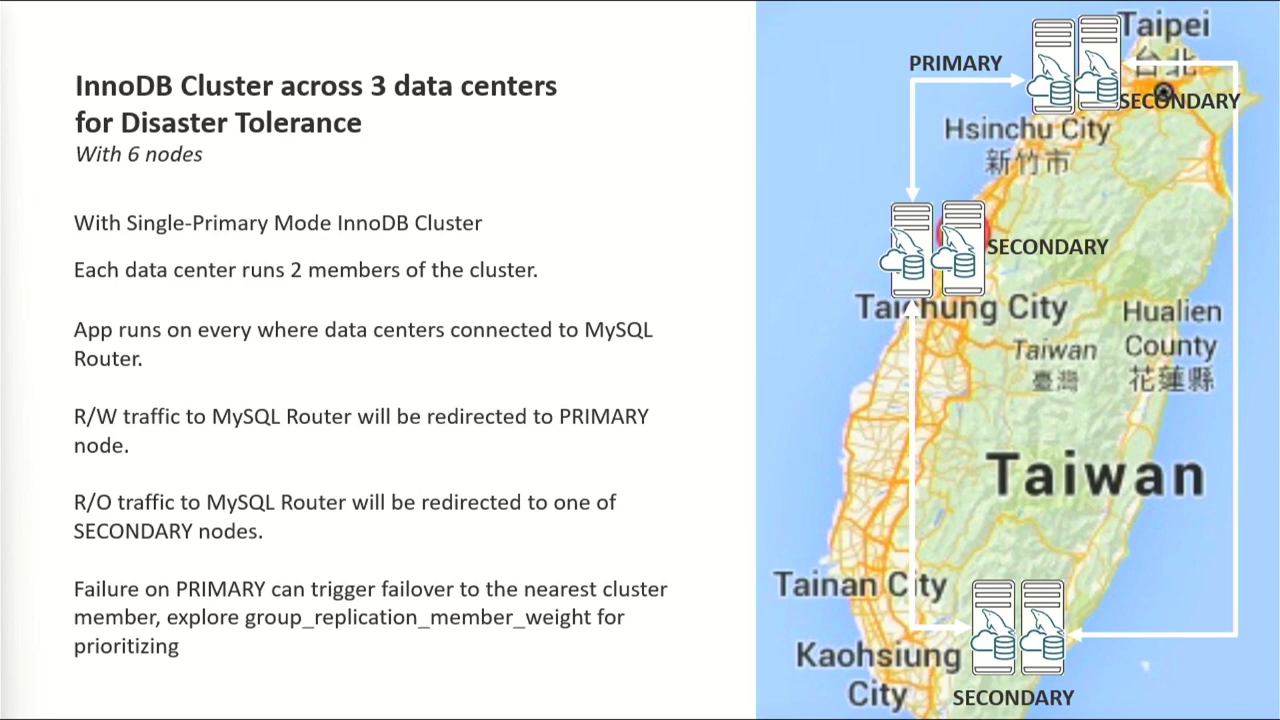 InnoDB Cluster across 3 data centers
for Disaster Tolerance
With 6 nodes
With Single-Primary Mode InnoDB Cluster
Each data center runs 2 members of the cluster.
App runs on every where data centers connected to MySQL
Router.
R/W traffic to MySQL Router will be redirected to PRIMARY
node.
R/O traffic to MySQL Router will be redirected to one of
SECONDARY nodes.
Failure on PRIMARY can trigger failover to the nearest cluster
member, explore group_replication_member_weight for
prioritizing
Taipei
台北
PRIMARY
SECONDARY
Hsinchu City
新竹市
SECONDARY
Taichung City
Hualien
County
花蓮縣
Taiwan
臺灣
Taiwan
Tainan City
Kaohsiung
City
SECONDARY